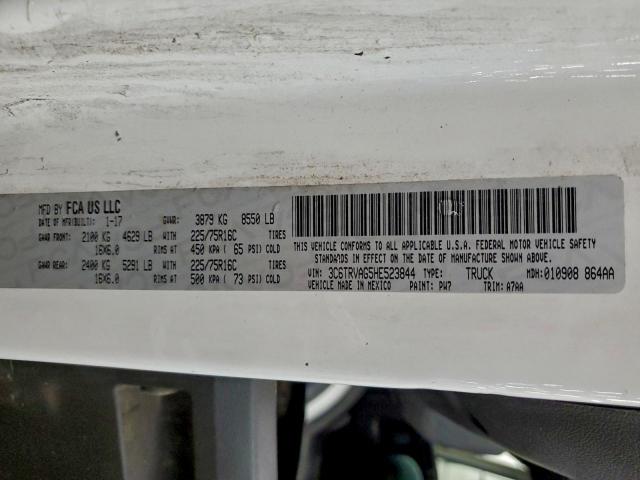 MFD BY FCA US LLC
DATE OF MFR(BUILT): 1-17 GVWR: 3879 KG 8550 LB
GAWR FRONT: 2100 KG 4629 LB WITH 225/75R16C TIRES
16X6.0 RIMS AT 450 KPA ( 65 PSI) COLD
GAWR REAR: 2400 KG 5291 LB WITH 225/75R16C TIRES
16X6.0 RIMS AT 500 KPA ( 73 PSI) COLD
THIS VEHICLE CONFORMS TO ALL APPLICABLE U.S.A. FEDERAL MOTOR VEHICLE SAFETY
STANDARDS IN EFFECT ON THE DATE OF MANUFACTURE SHOWN ABOVE.
VIN: 3C6TRVAG5HE523844 TYPE: TRUCK MDH: 010908 864AA
VEHICLE MADE IN MEXICO PAINT: PW7 TRIM: A7AA